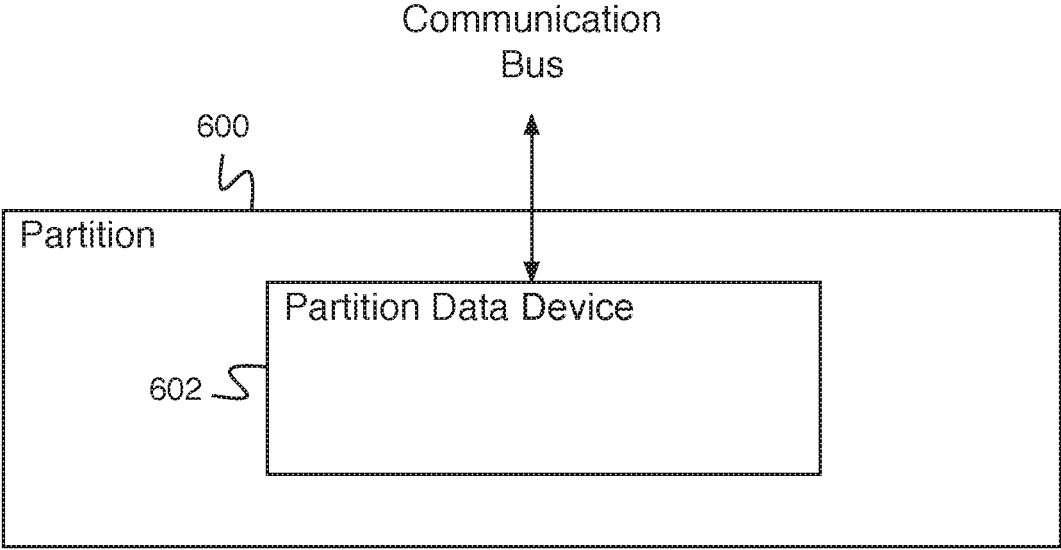 Communication
Bus
600
Partition
Partition Data Device
602